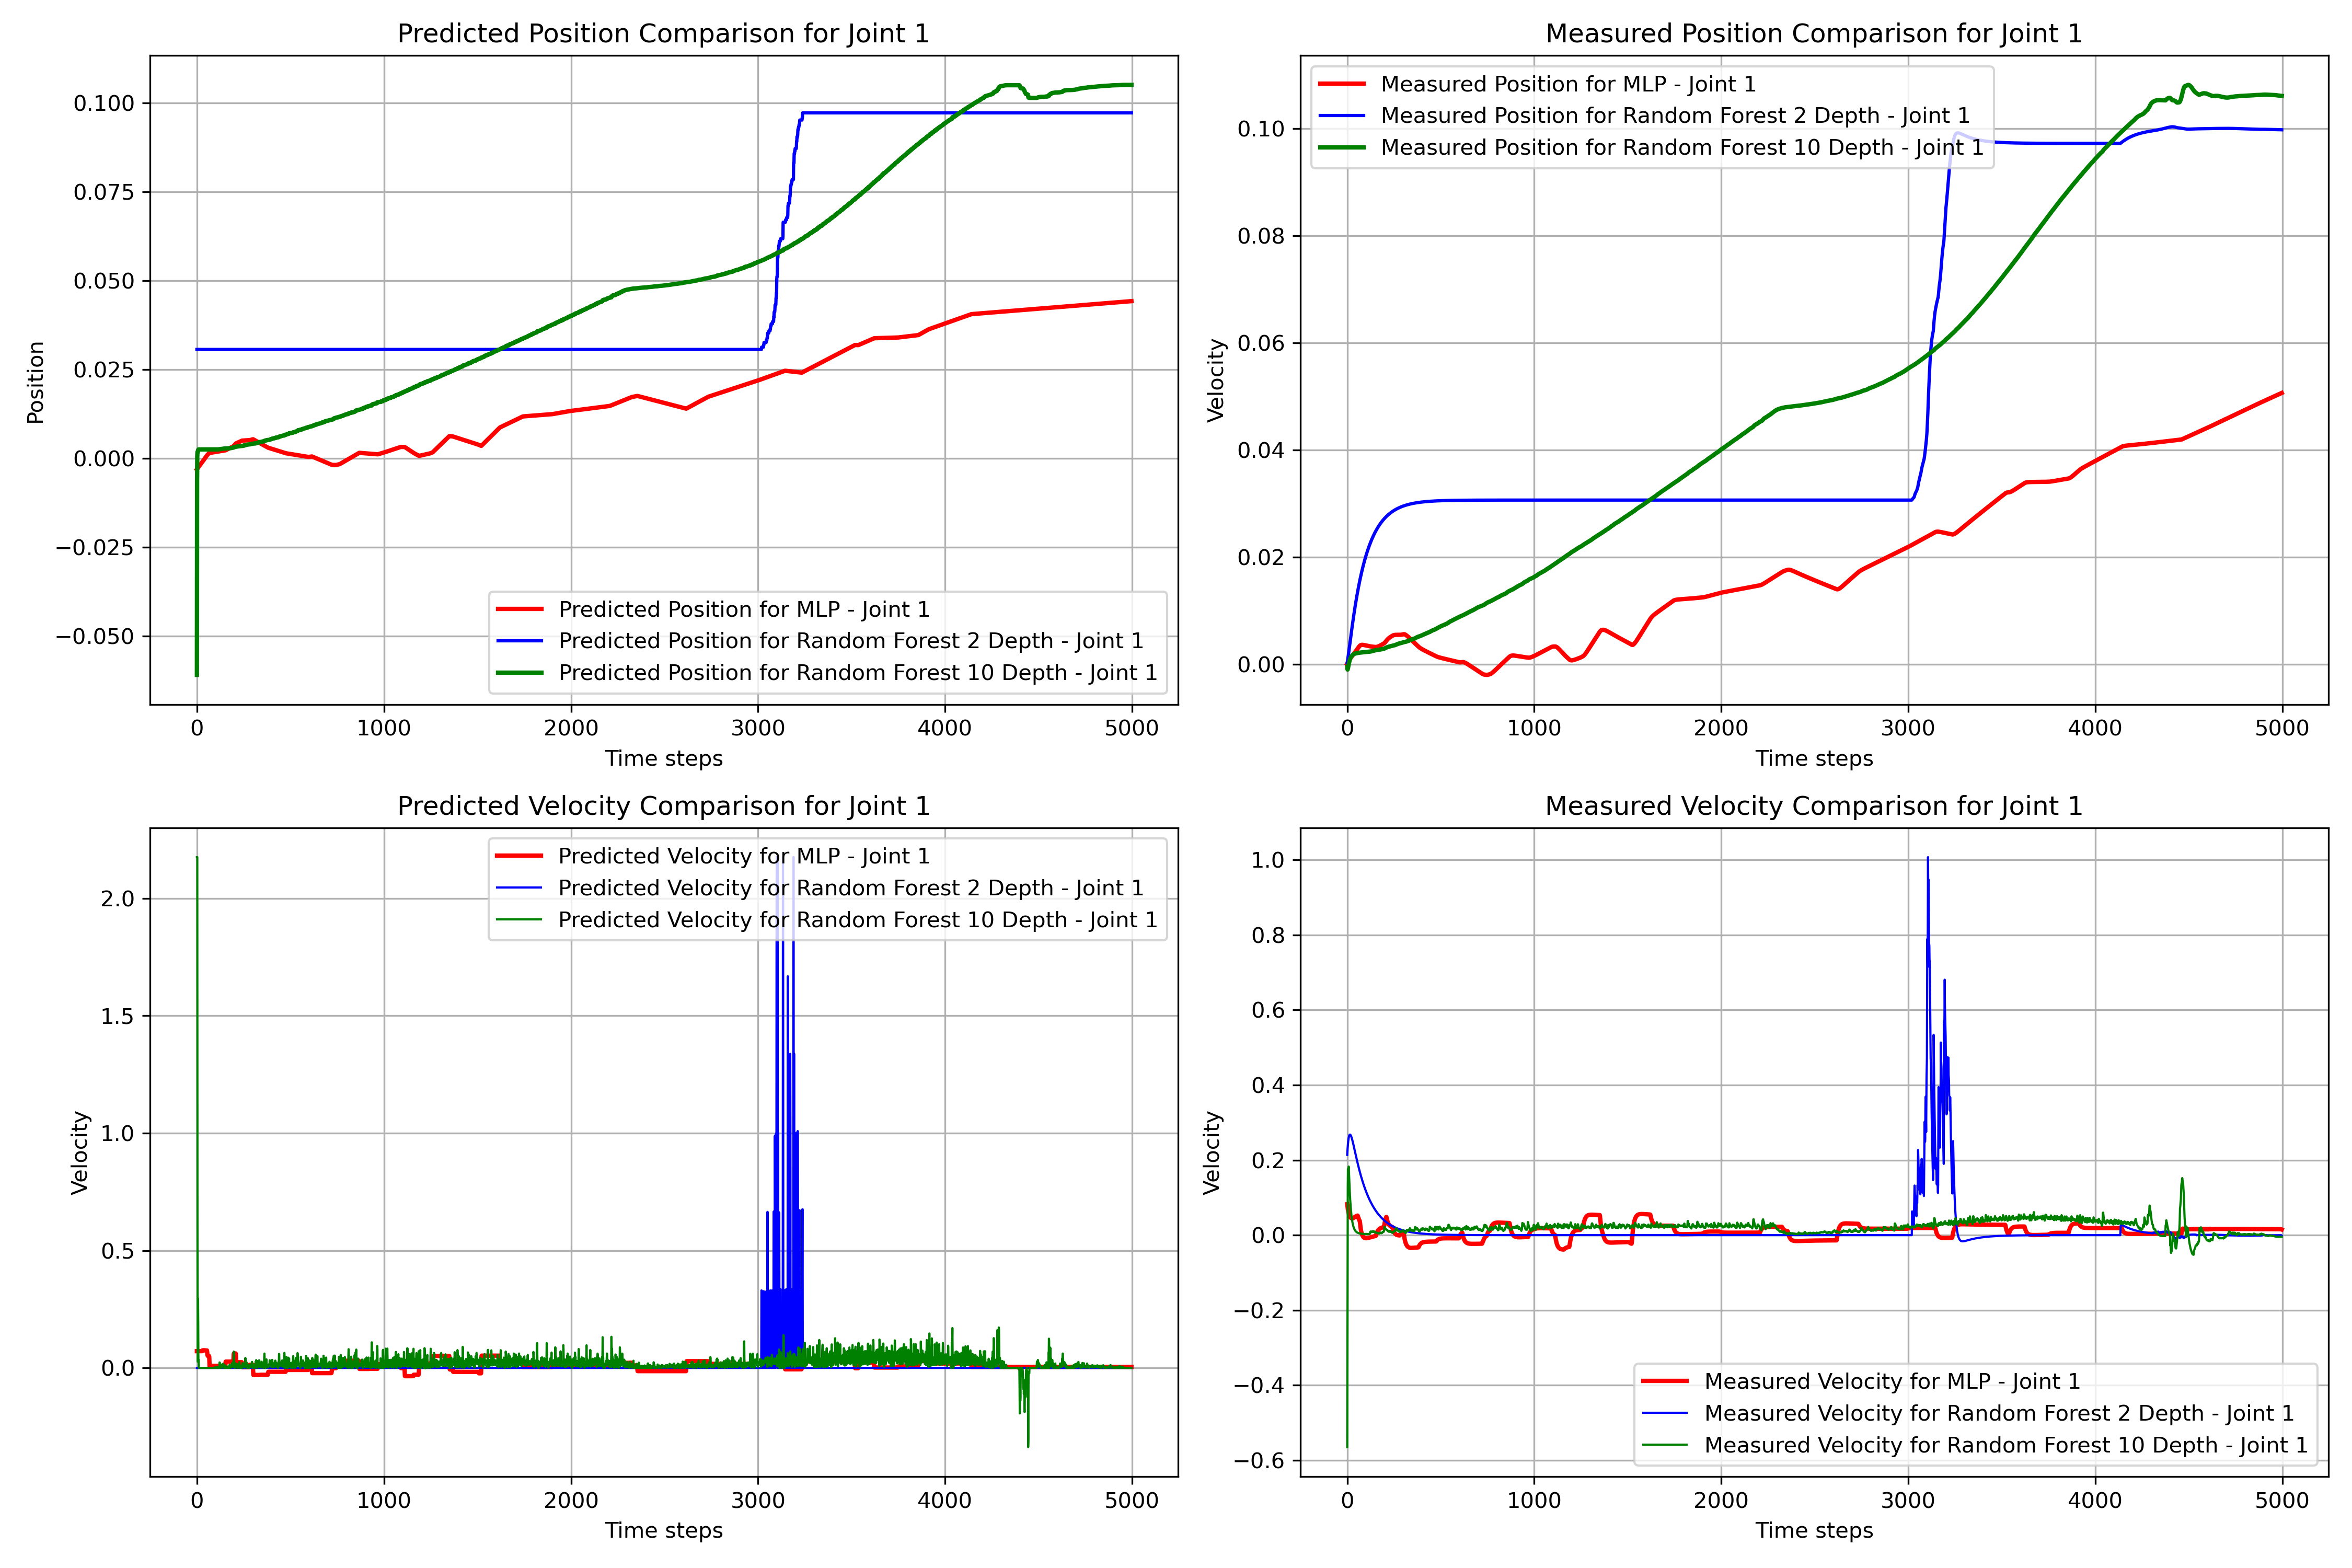 Predicted Position Comparison for Joint 1
Position
0.100
0.075
0.050
0.025
0.000
−0.025
−0.050
Predicted Position for MLP - Joint 1
Predicted Position for Random Forest 2 Depth - Joint 1
Predicted Position for Random Forest 10 Depth - Joint 1
0 1000 2000 3000 4000 5000
Time steps
Measured Position Comparison for Joint 1
Velocity
0.10
0.08
0.06
0.04
0.02
0.00
Measured Position for MLP - Joint 1
Measured Position for Random Forest 2 Depth - Joint 1
Measured Position for Random Forest 10 Depth - Joint 1
0 1000 2000 3000 4000 5000
Time steps
Predicted Velocity Comparison for Joint 1
Velocity
2.0
1.5
1.0
0.5
0.0
Predicted Velocity for MLP - Joint 1
Predicted Velocity for Random Forest 2 Depth - Joint 1
Predicted Velocity for Random Forest 10 Depth - Joint 1
0 1000 2000 3000 4000 5000
Time steps
Measured Velocity Comparison for Joint 1
Velocity
1.0
0.8
0.6
0.4
0.2
0.0
−0.2
−0.4
−0.6
Measured Velocity for MLP - Joint 1
Measured Velocity for Random Forest 2 Depth - Joint 1
Measured Velocity for Random Forest 10 Depth - Joint 1
0 1000 2000 3000 4000 5000
Time steps